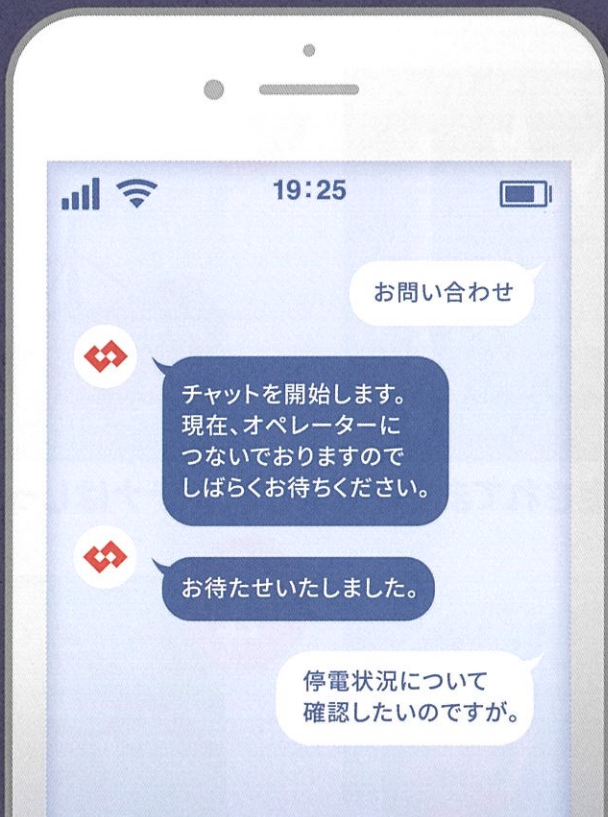 19:25
お問い合わせ
チャットを開始します。
現在、オペレーターに
つないでおりますので
しばらくお待ちください。
お待たせいたしました。
停電状況について
確認したいのですが。